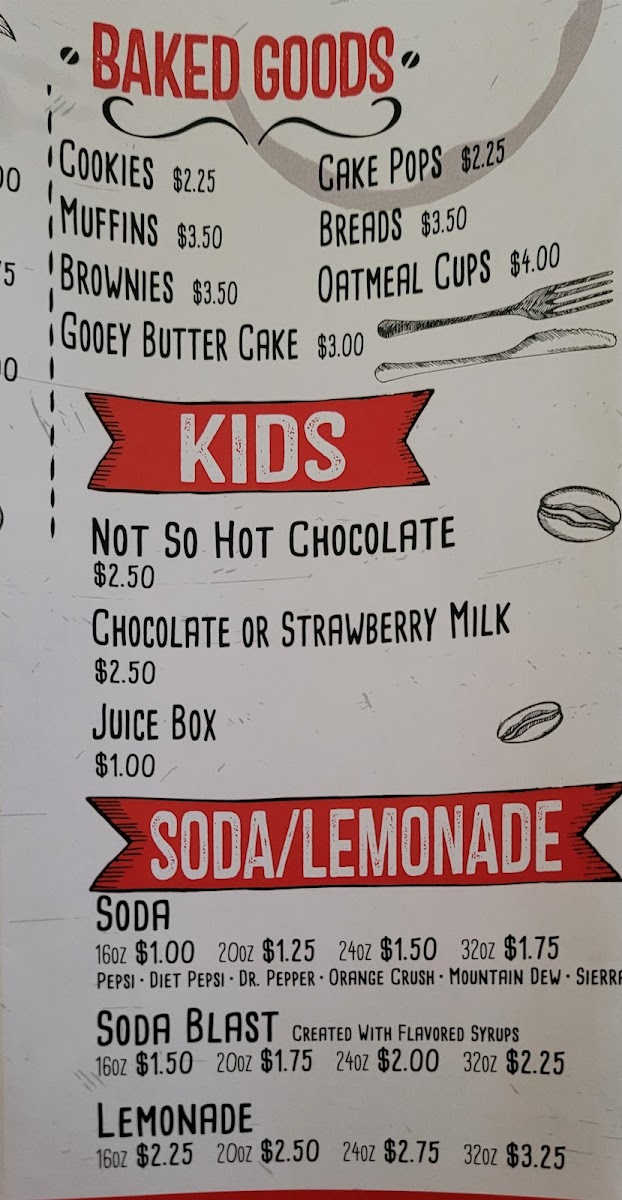 BAKED GOODS
COOKIES $2.25
CAKE POPS $2.25
MUFFINS $3.50
BREADS $3.50
BROWNIES $3.50
OATMEAL CUPS $4.00
GOOEY BUTTER CAKE $3.00
KIDS
NOT SO HOT CHOCOLATE
$2.50
CHOCOLATE OR STRAWBERRY MILK
$2.50
JUICE BOX
$1.00
SODA/LEMONADE
SODA
16OZ $1.00 20OZ $1.25 24OZ $1.50 32OZ $1.75
PEPSI · DIET PEPSI · DR. PEPPER · ORANGE CRUSH · MOUNTAIN DEW ·
SODA BLAST CREATED WITH FLAVORED SYRUPS
16OZ $1.50 20OZ $1.75 24OZ $2.00 32OZ $2.25
LEMONADE
16OZ $2.25 20OZ $2.50 24OZ $2.75 32OZ $3.25